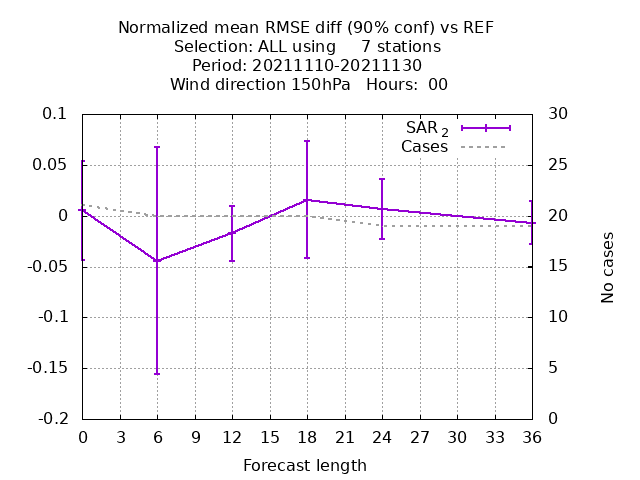 Normalized mean RMSE diff (90% conf) vs REF
Selection: ALL using     7 stations
Period: 20211110-20211130
Wind direction 150hPa   Hours:  00
0.1
0.05
0
-0.05
-0.1
-0.15
-0.2
SAR 2
Cases
30
25
20
15
10
5
0
No cases
0 3 6 9 12 15 18 21 24 27 30 33 36
Forecast length